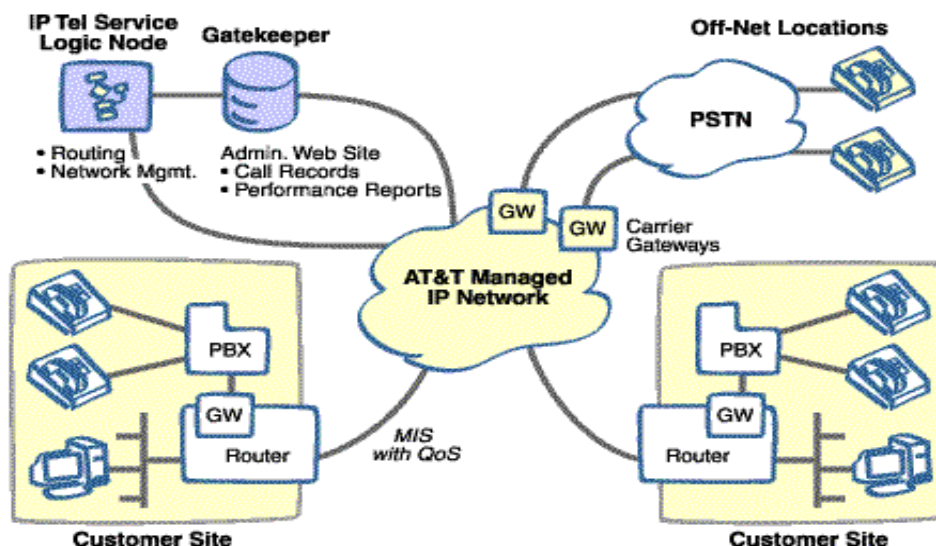 IP Tel Service
Logic Node
Gatekeeper
Off-Net Locations
PSTN
• Routing
• Network Mgmt.
Admin. Web Site
• Call Records
• Performance Reports
GW
GW
Carrier
Gateways
AT&T Managed
IP Network
PBX
GW
Router
MIS
with QoS
PBX
GW
Router
Customer Site
Customer Site